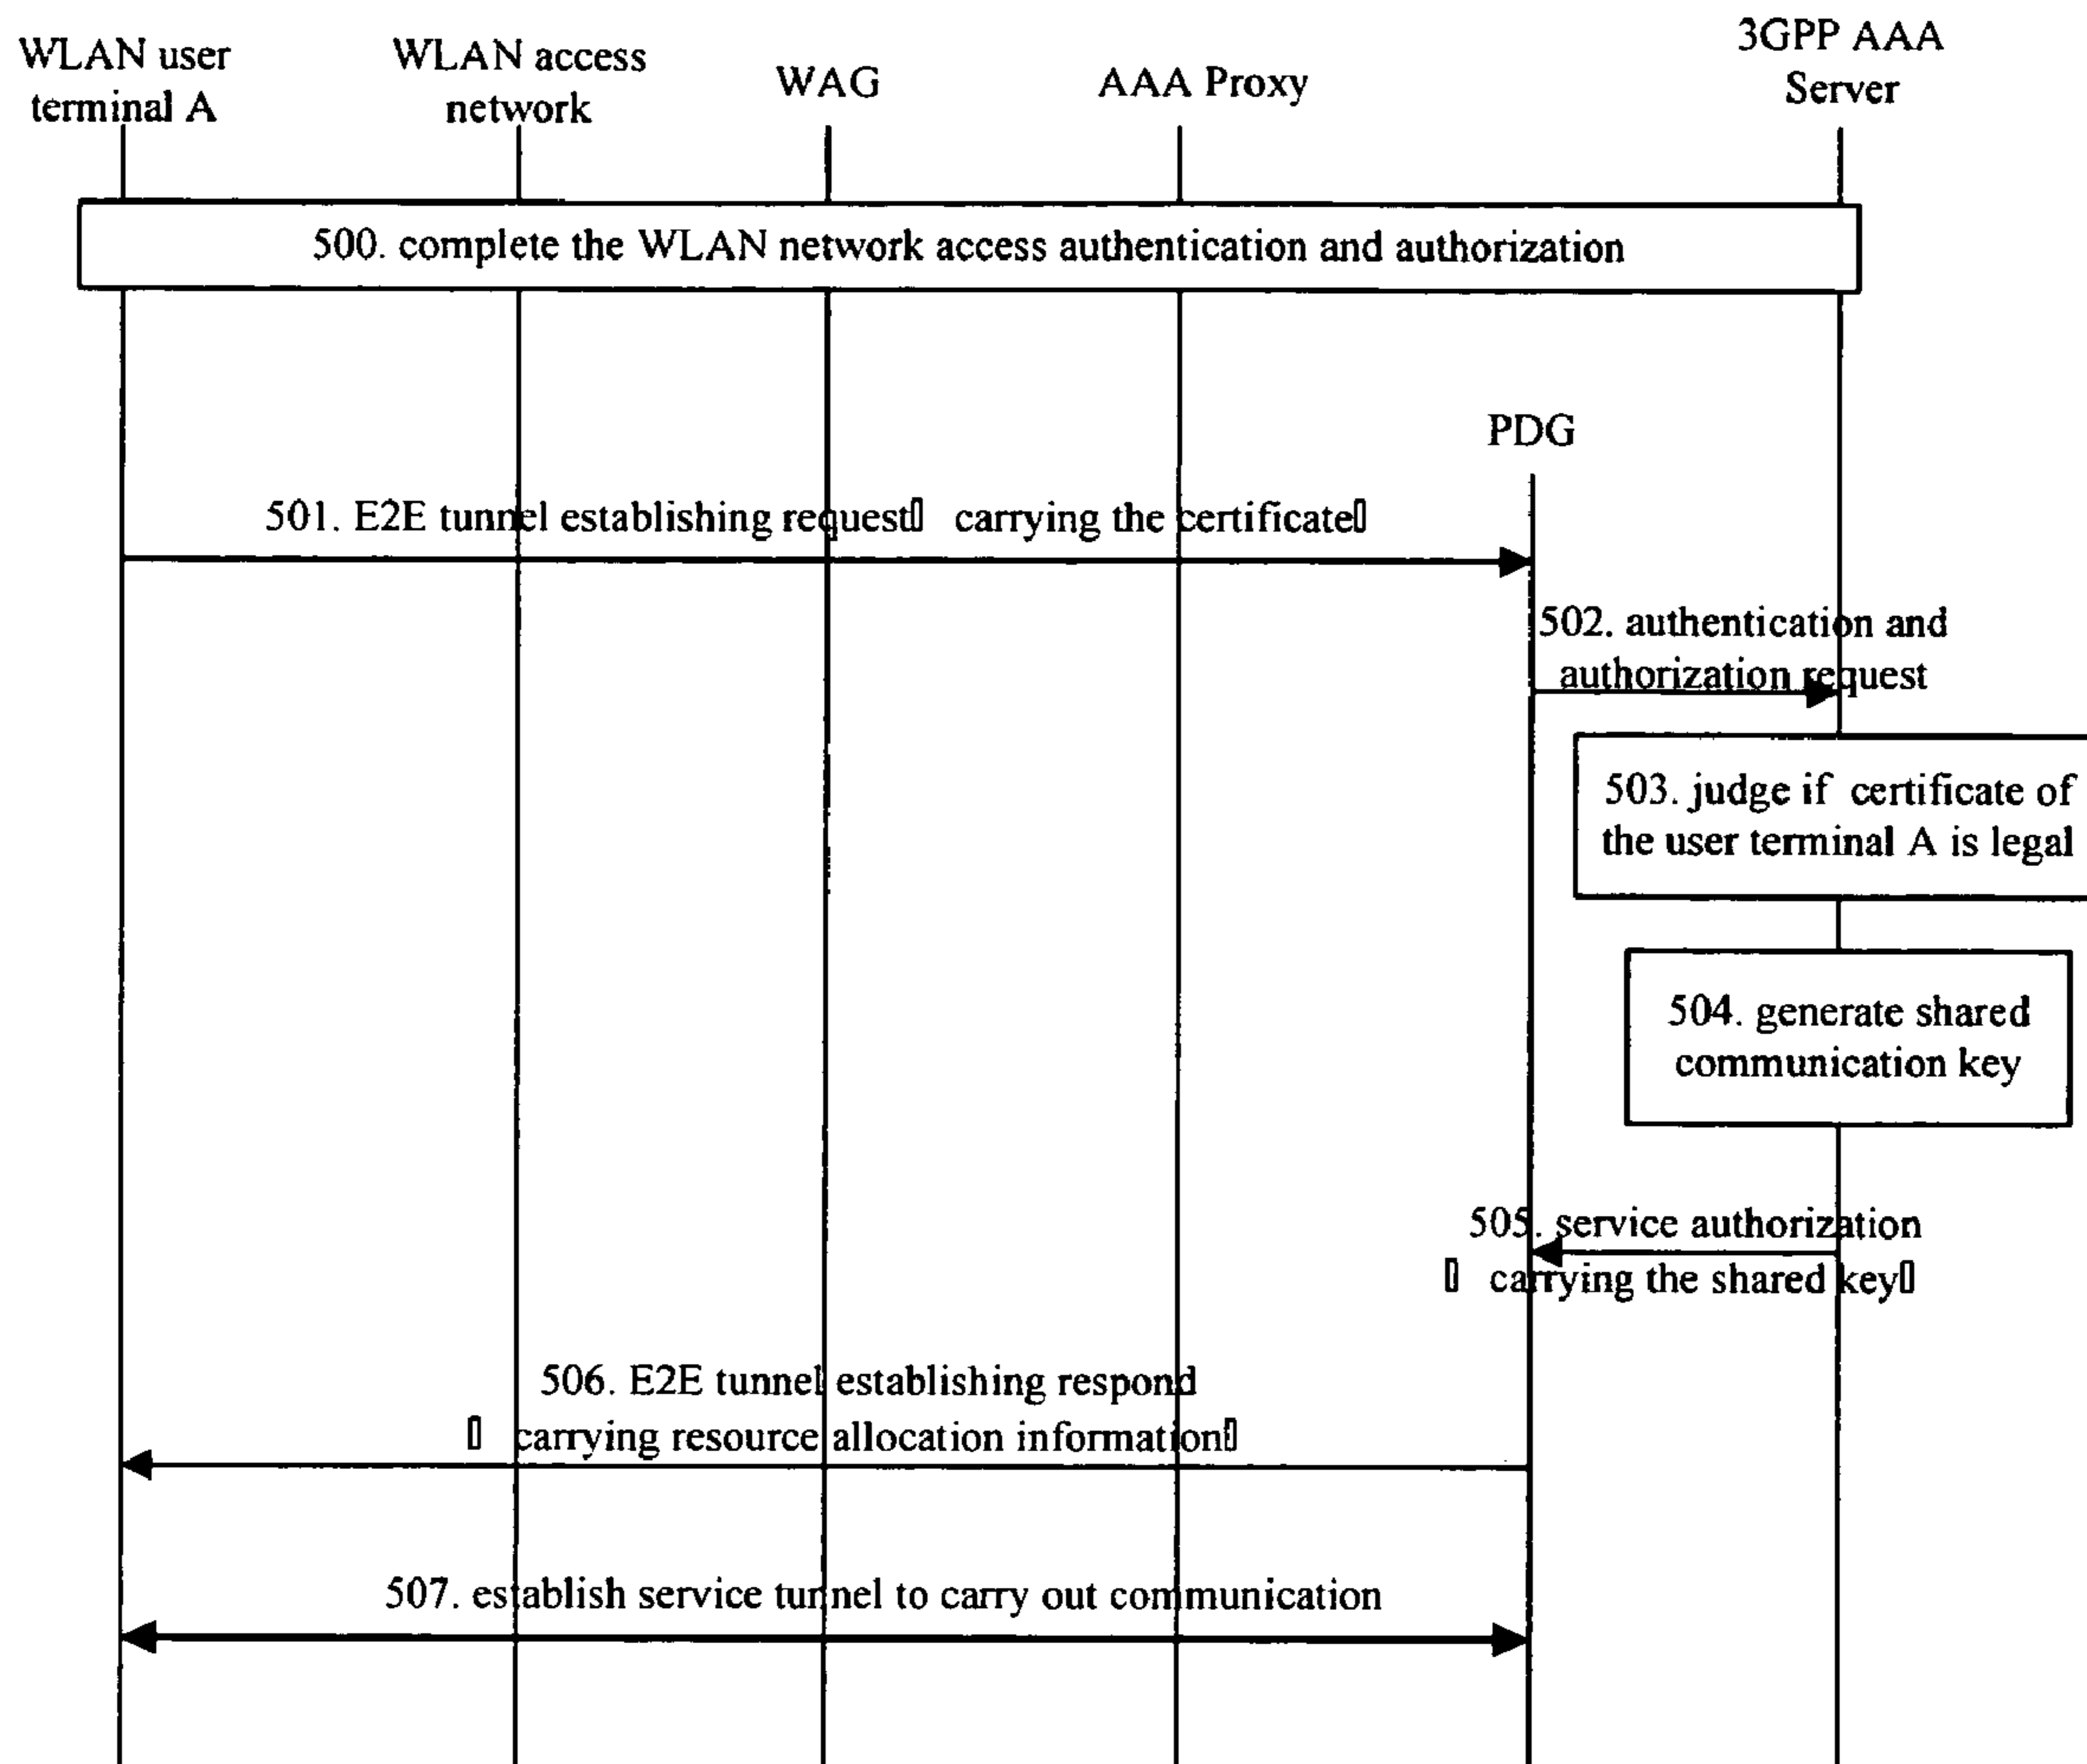 WLAN user
terminal A
WLAN access
network
WAG
AAA Proxy
3GPP AAA
Server
500. complete the WLAN network access authentication and authorization
PDG
501. E2E tunnel establishing request▯ carrying the certificate▯
502. authentication and
authorization request
503. judge if certificate of
the user terminal A is legal
504. generate shared
communication key
505. service authorization
▯ carrying the shared key▯
506. E2E tunnel establishing respond
▯ carrying resource allocation information▯
507. establish service tunnel to carry out communication